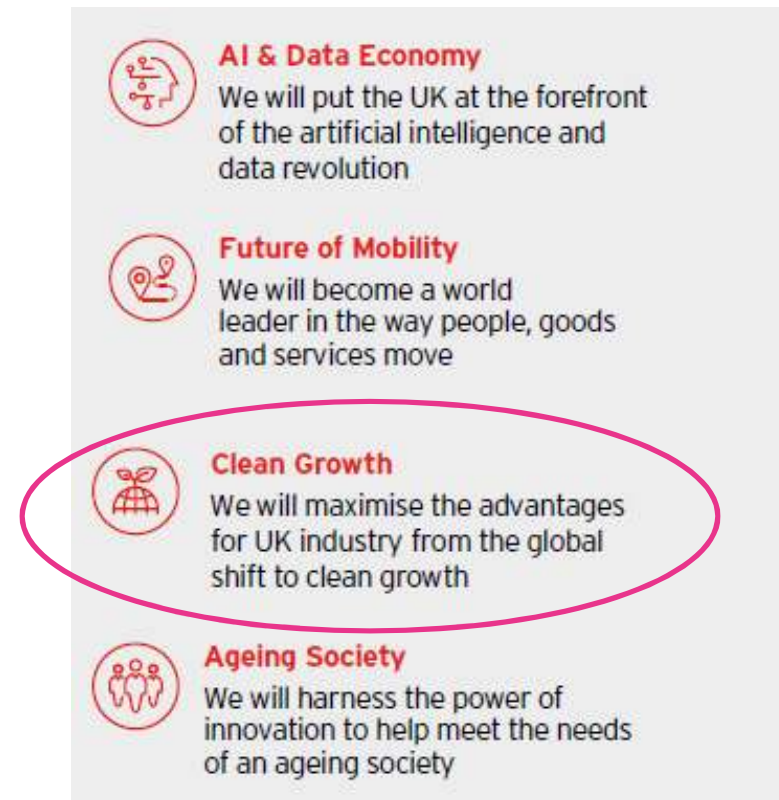 AI & Data Economy
We will put the UK at the forefront
of the artificial intelligence and
data revolution
Future of Mobility
We will become a world
leader in the way people, goods
and services move
Clean Growth
We will maximise the advantages
for UK industry from the global
shift to clean growth
Ageing Society
We will harness the power of
innovation to help meet the needs
of an ageing society